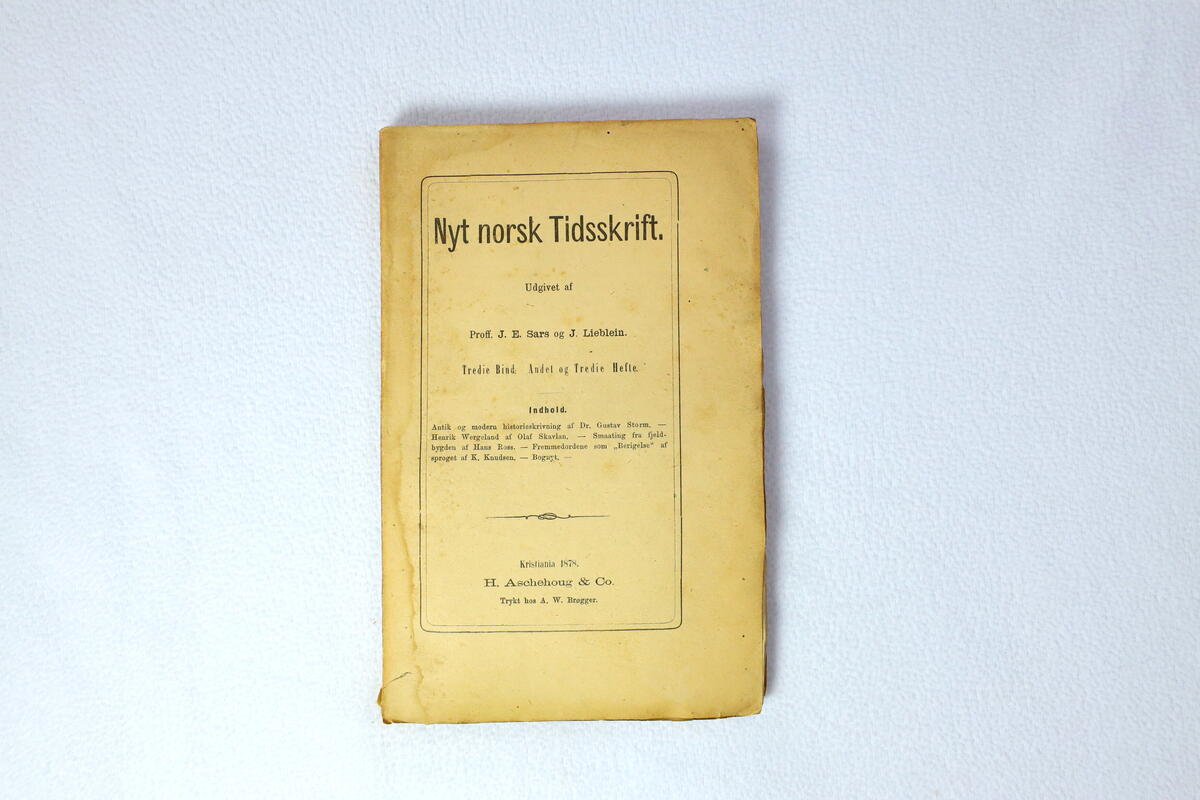 Nyt norsk Tidsskrift.
Udgivet af
Proff. J. E. Sars og J. Lieblein.
Tredie Bind; Andet og Tredie Hefte.
Indhold.
Antik og modern historieskrivning af Dr. Gustav Storm. —
Henrik Wergeland af Olaf Skavlan. — Smaating fra fjeld-
bygden af Hans Ross. — Fremmedordene som „Berigelse“ af
sproget af K. Knudsen. — Bognyt. —
Kristiania 1878.
H. Aschehoug & Co.
Trykt hos A. W. Brøgger.